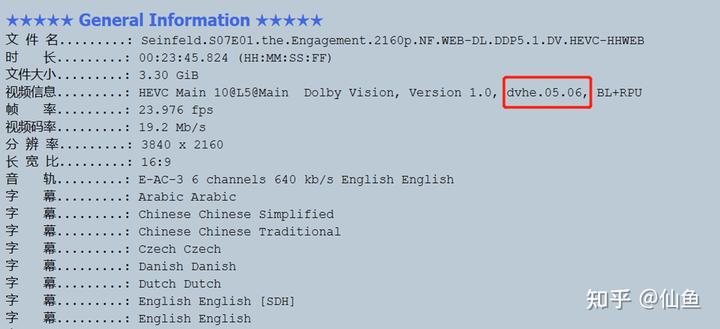 ★★★★★ General Information ★★★★★
文 件 名.........: Seinfeld.S07E01.the.Engagement.2160p.NF.WEB-DL.DDP5.1.DV.HEVC-HHWEB
时 长.........: 00:23:45.824 (HH:MM:SS:FF)
文件大小.........: 3.30 GiB
视频信息.........: HEVC Main 10@L5@Main Dolby Vision, Version 1.0, dvhe.05.06, BL+RPU
帧 率.........: 23.976 fps
视频码率.........: 19.2 Mb/s
分 辨 率.........: 3840 x 2160
长 宽 比.........: 16:9
音 轨.........: E-AC-3 6 channels 640 kb/s English English
字 幕.........: Arabic Arabic
字 幕.........: Chinese Chinese Simplified
字 幕.........: Chinese Chinese Traditional
字 幕.........: Czech Czech
字 幕.........: Danish Danish
字 幕.........: Dutch Dutch
字 幕.........: English English [SDH]
字 幕.........: English English
知乎 @仙鱼